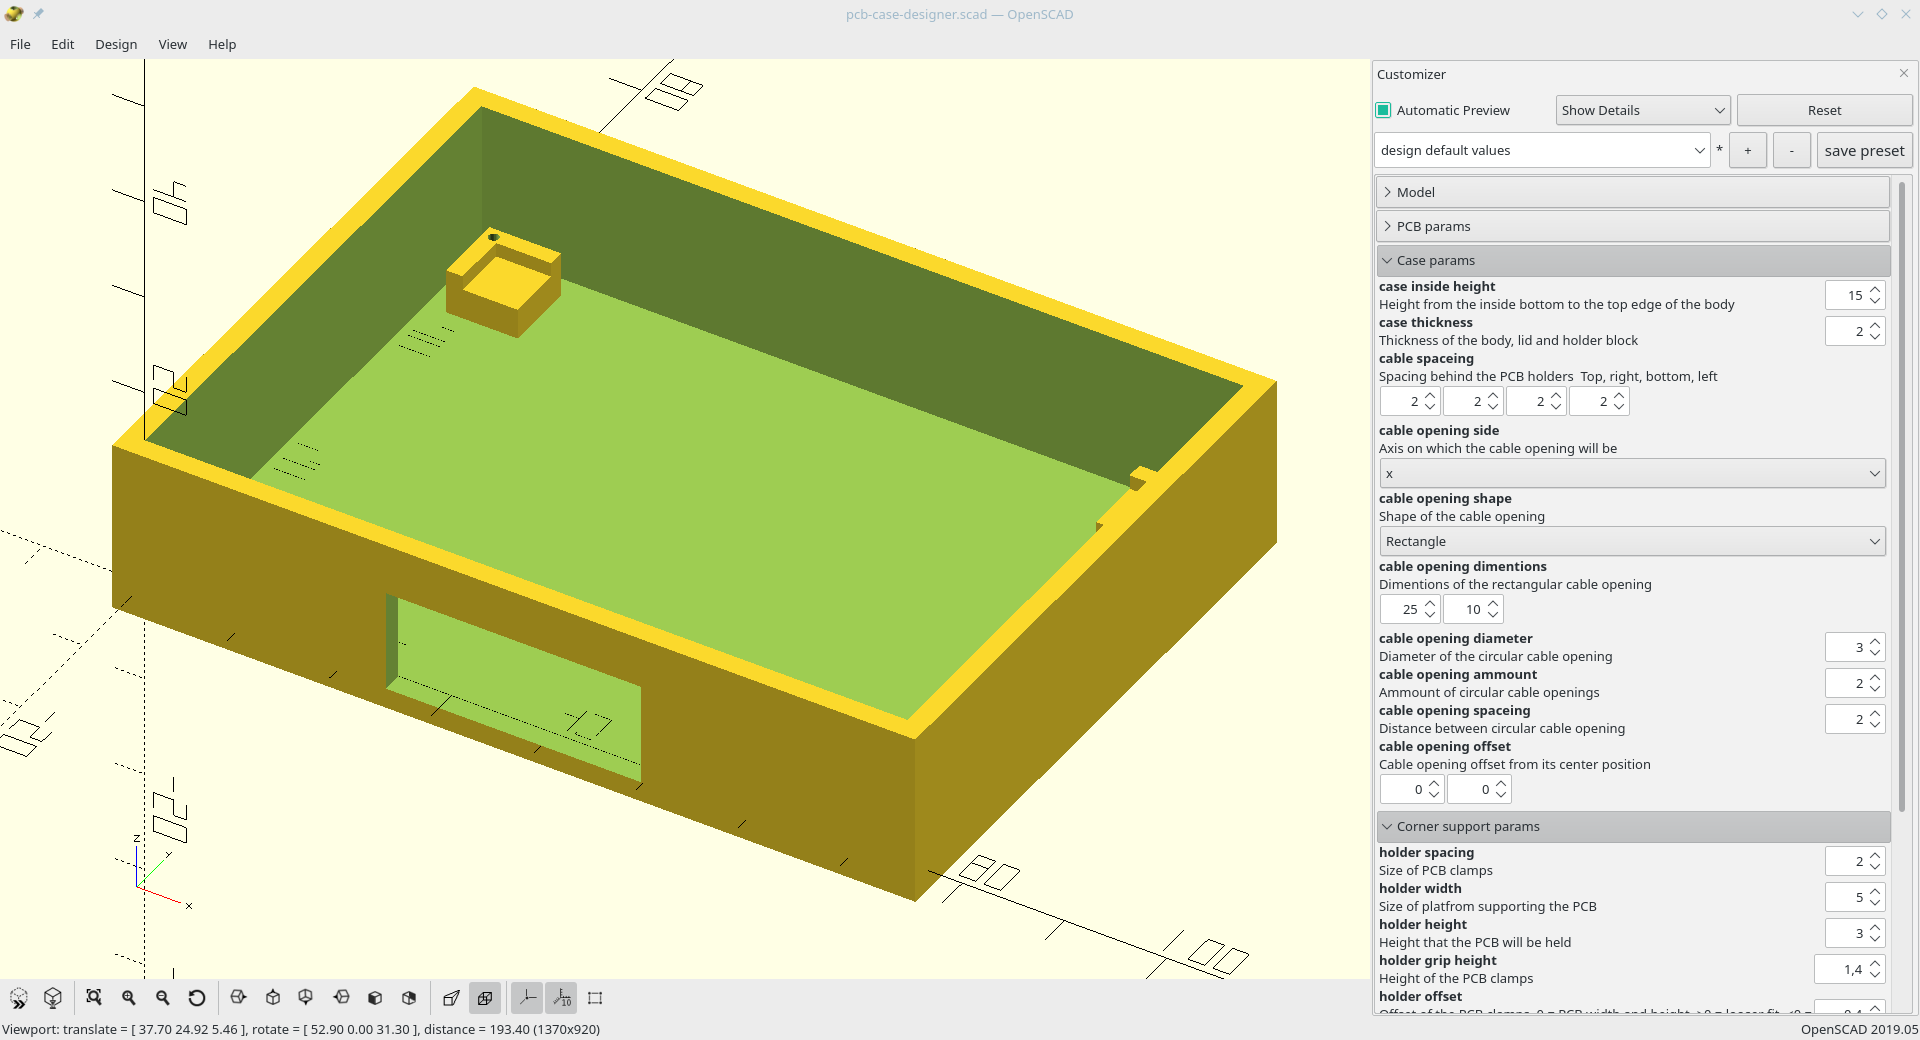 pcb-case-designer.scad — OpenSCAD
File Edit Design View Help
Customizer
Automatic Preview Show Details Reset
design default values * + - save preset
Model
PCB params
Case params
case inside height
Height from the inside bottom to the top edge of the body 15
case thickness
Thickness of the body, lid and holder block 2
cable spaceing
Spacing behind the PCB holders Top, right, bottom, left
2 2 2 2
cable opening side
Axis on which the cable opening will be
x
cable opening shape
Shape of the cable opening
Rectangle
cable opening dimentions
Dimentions of the rectangular cable opening
25 10
cable opening diameter
Diameter of the circular cable opening 3
cable opening ammount
Ammount of circular cable openings 2
cable opening spaceing
Distance between circular cable opening 2
cable opening offset
Cable opening offset from its center position
0 0
Corner support params
holder spacing
Size of PCB clamps 2
holder width
Size of platfrom supporting the PCB 5
holder height
Height that the PCB will be held 3
holder grip height
Height of the PCB clamps 1,4
holder offset
z
y
x
80
100
10
Viewport: translate = [ 37.70 24.92 5.46 ], rotate = [ 52.90 0.00 31.30 ], distance = 193.40 (1370x920)
OpenSCAD 2019.05